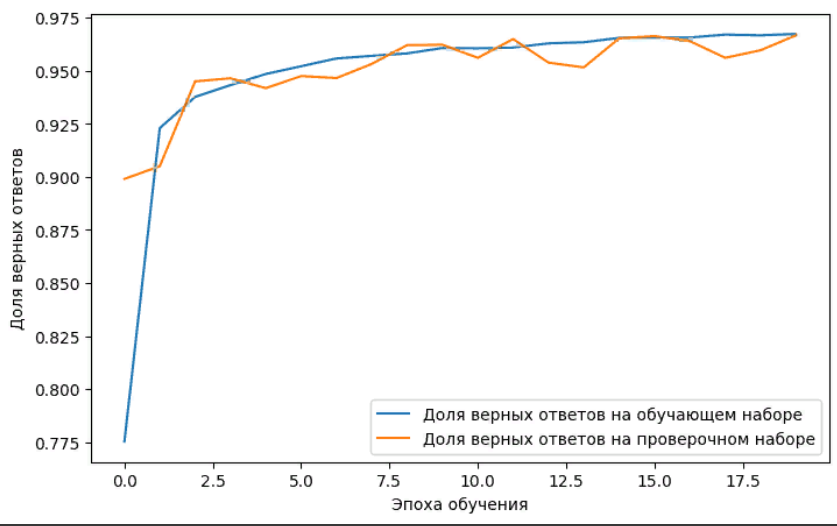 0.975
0.950
0.925
0.900
0.875
0.850
0.825
0.800
0.775
Доля верных ответов
Доля верных ответов на обучающем наборе
Доля верных ответов на проверочном наборе
0.0 2.5 5.0 7.5 10.0 12.5 15.0 17.5
Эпоха обучения